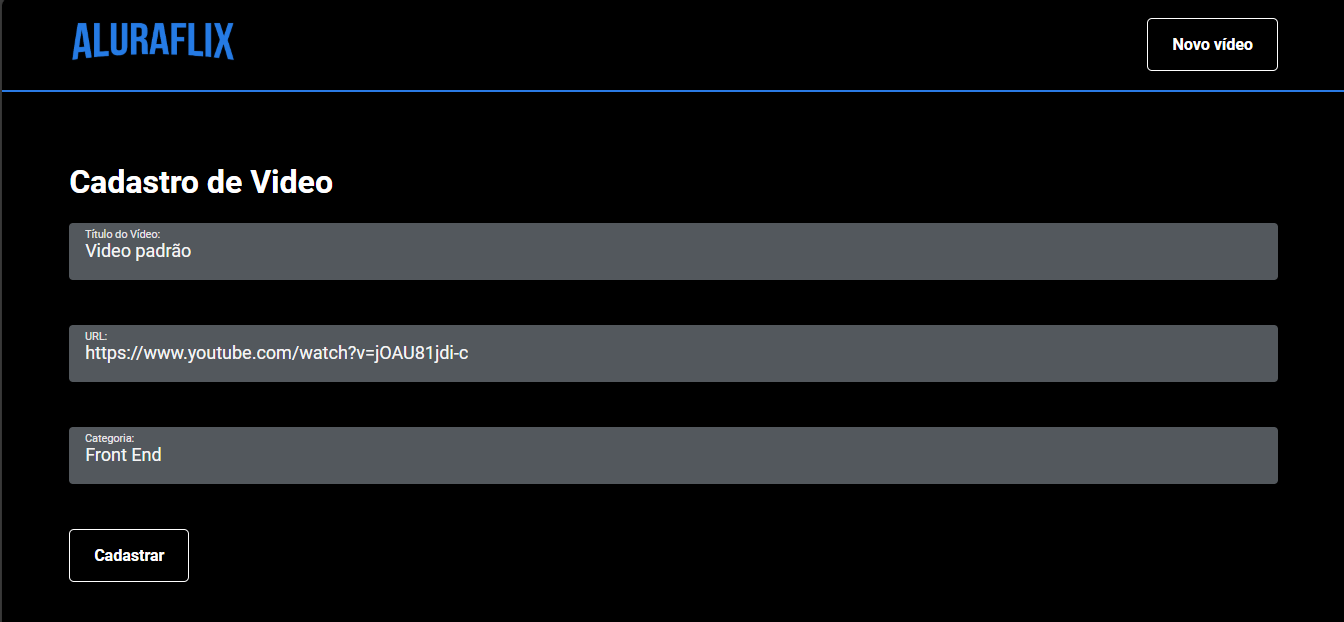 ALURAFLIX
Novo vídeo
Cadastro de Video
Título do Vídeo:
Video padrão
URL:
https://www.youtube.com/watch?v=jOAU81jdi-c
Categoria:
Front End
Cadastrar